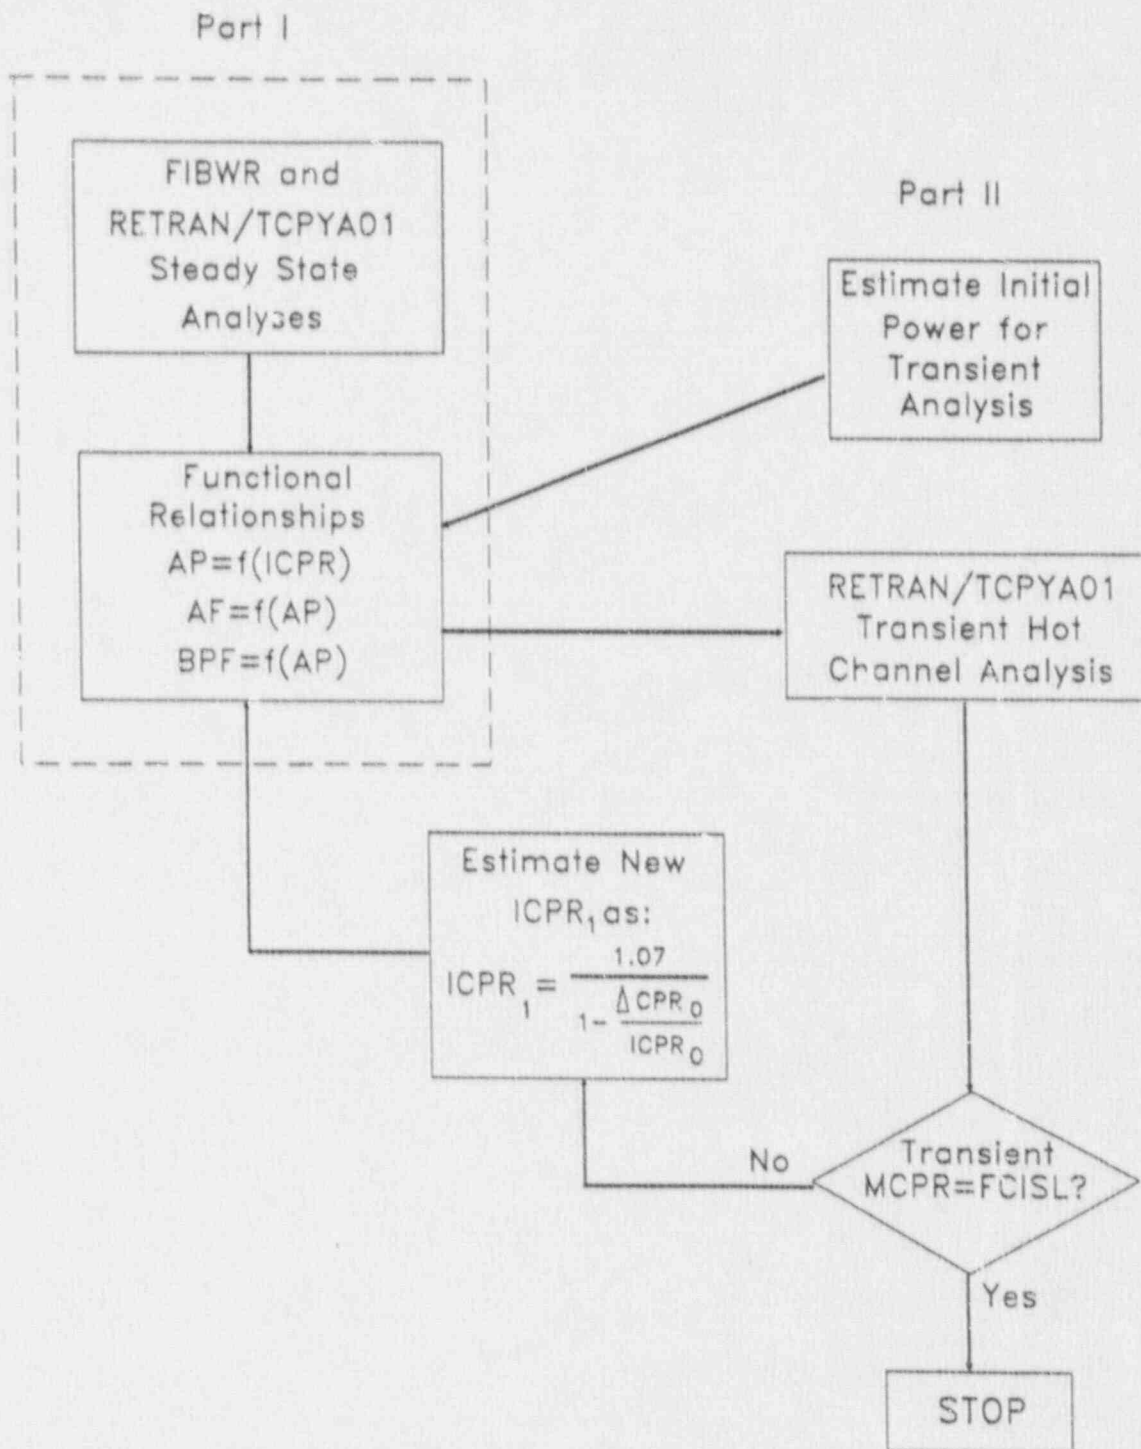 Part I
FIBWR and
RETRAN/TCPYA01
Steady State
Analyses
Functional
Relationships
AP=f(ICPR)
AF=f(AP)
BPF=f(AP)
Part II
Estimate Initial
Power for
Transient
Analysis
RETRAN/TCPYA01
Transient Hot
Channel Analysis
Estimate New
ICPR₁ as:
ICPR₁ = 1.07 / (1 - ΔCPR₀ / ICPR₀)
No
Transient
MCPR=FCISL?
Yes
STOP